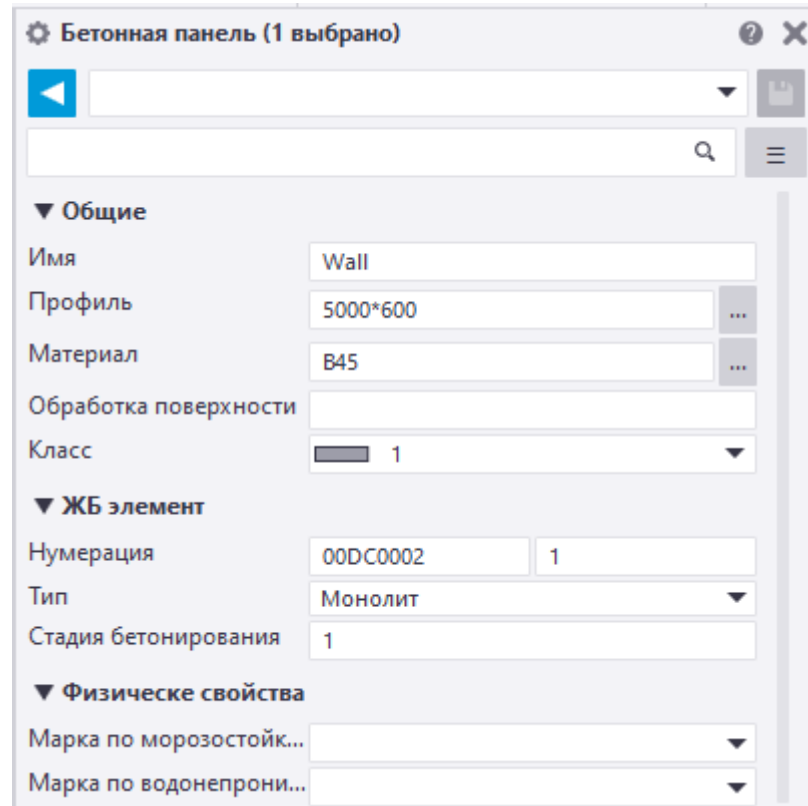 Бетонная панель (1 выбрано)
Общие
Имя Wall
Профиль 5000*600 ...
Материал B45 ...
Обработка поверхности
Класс 1
ЖБ элемент
Нумерация 00DC0002 1
Тип Монолит
Стадия бетонирования 1
Физическе свойства
Марка по морозостойк...
Марка по водонепрони...